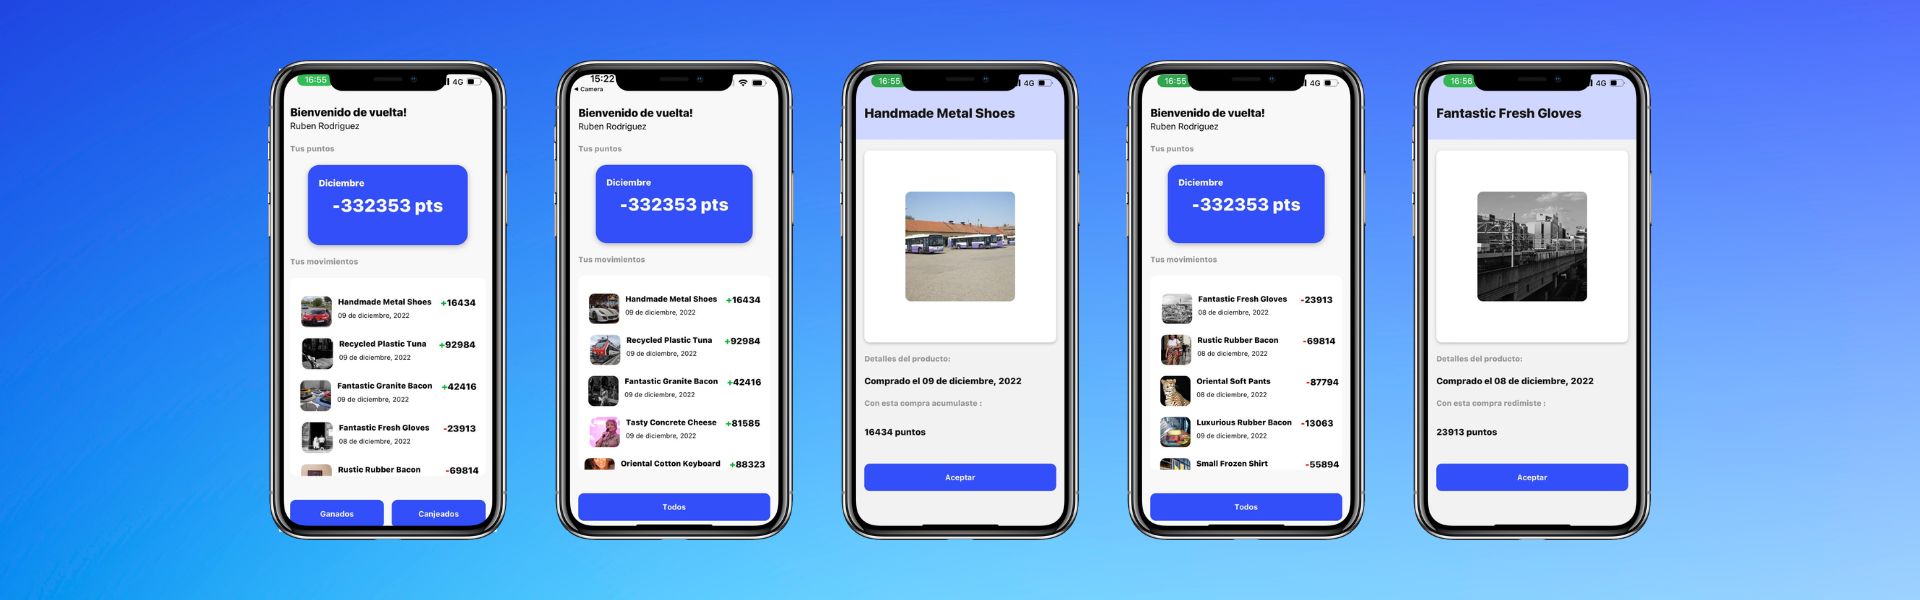 16:55
4G
Bienvenido de vuelta!
Ruben Rodriguez
Tus puntos
Diciembre
-332353 pts
Tus movimientos
Handmade Metal Shoes +16434
09 de diciembre, 2022
Recycled Plastic Tuna +92984
09 de diciembre, 2022
Fantastic Granite Bacon +42416
09 de diciembre, 2022
Fantastic Fresh Gloves -23913
08 de diciembre, 2022
Rustic Rubber Bacon -69814
Ganados
Canjeados
15:22
Camera
Bienvenido de vuelta!
Ruben Rodriguez
Tus puntos
Diciembre
-332353 pts
Tus movimientos
Handmade Metal Shoes +16434
09 de diciembre, 2022
Recycled Plastic Tuna +92984
09 de diciembre, 2022
Fantastic Granite Bacon +42416
09 de diciembre, 2022
Tasty Concrete Cheese +81585
09 de diciembre, 2022
Oriental Cotton Keyboard +88323
Todos
16:55
4G
Handmade Metal Shoes
Detalles del producto:
Comprado el 09 de diciembre, 2022
Con esta compra acumulaste :
16434 puntos
Aceptar
16:55
4G
Bienvenido de vuelta!
Ruben Rodriguez
Tus puntos
Diciembre
-332353 pts
Tus movimientos
Fantastic Fresh Gloves -23913
08 de diciembre, 2022
Rustic Rubber Bacon -69814
08 de diciembre, 2022
Oriental Soft Pants -87794
08 de diciembre, 2022
Luxurious Rubber Bacon -13063
09 de diciembre, 2022
Small Frozen Shirt -55894
Todos
16:56
4G
Fantastic Fresh Gloves
Detalles del producto:
Comprado el 08 de diciembre, 2022
Con esta compra redimiste :
23913 puntos
Aceptar